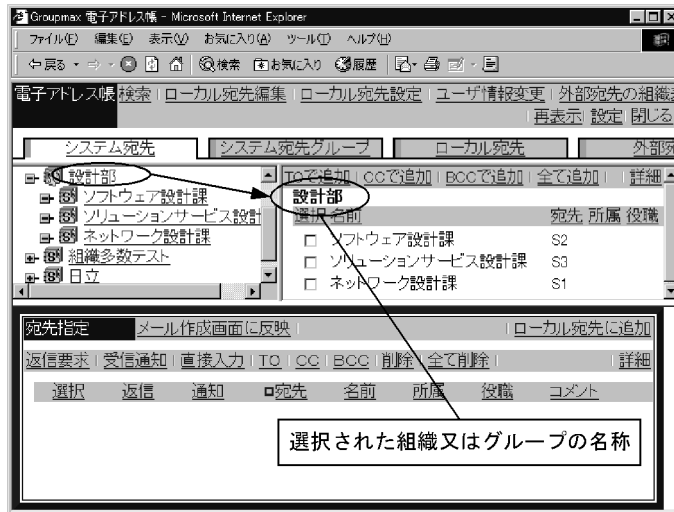 Groupmax 電子アドレス帳 - Microsoft Internet Explorer
ファイル(F) 編集(E) 表示(V) お気に入り(A) ツール(T) ヘルプ(H)
戻る 検索 お気に入り 履歴
電子アドレス帳 検索 | ローカル宛先編集 | ローカル宛先設定 | ユーザ情報変更 | 外部宛先の組織
再表示 設定 閉じる
システム宛先 システム宛先グループ ローカル宛先 外部宛
設計部
ソフトウェア設計課
ソリューションサービス設計
ネットワーク設計課
組織多数テスト
日立
TOで追加 | CCで追加 | BCCで追加 | 全て追加 | 詳細
設計部
選択 名前 宛先 所属 役職
ソフトウェア設計課 S2
ソリューションサービス設計課 S3
ネットワーク設計課 S1
宛先指定 メール作成画面に反映 | ローカル宛先に追加
返信要求 | 受信通知 | 直接入力 | TO | CC | BCC | 削除 | 全て削除 | 詳細
選択 返信 通知 宛先 名前 所属 役職 コメント
選択された組織又はグループの名称